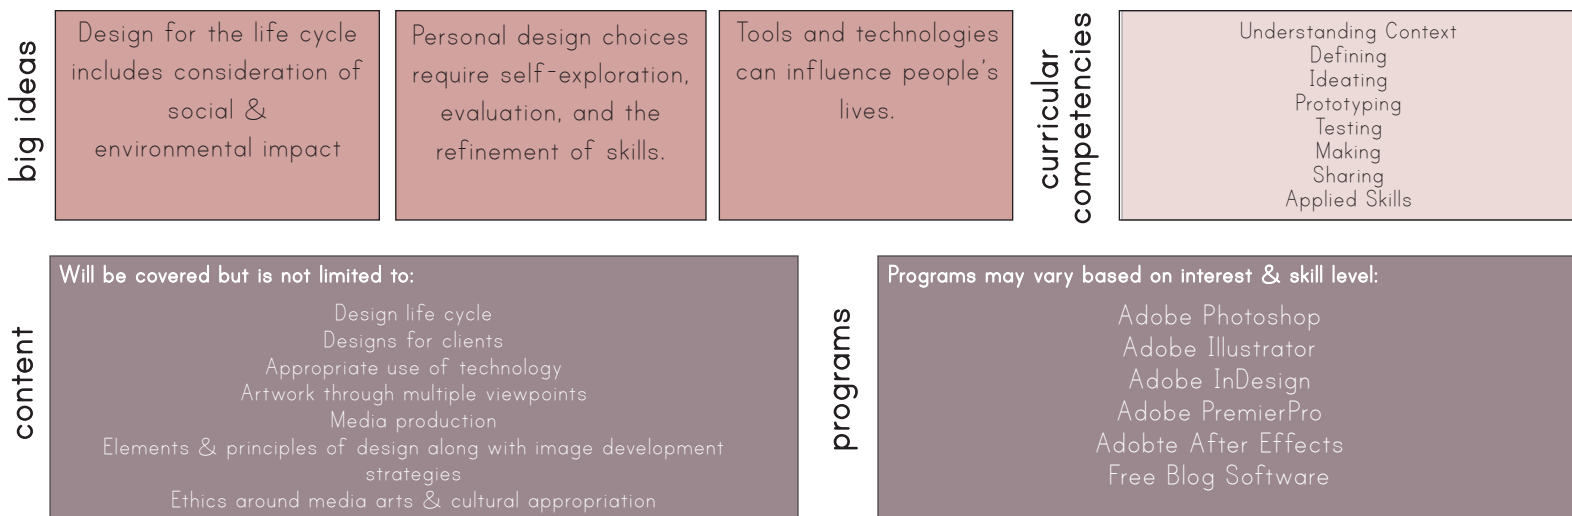 big ideas
Design for the life cycle
includes consideration of
social &
environmental impact
Personal design choices
require self-exploration,
evaluation, and the
refinement of skills.
Tools and technologies
can influence people's
lives.
curricular
competencies
Understanding Context
Defining
Ideating
Prototyping
Testing
Making
Sharing
Applied Skills
content
Will be covered but is not limited to:
Design life cycle
Designs for clients
Appropriate use of technology
Artwork through multiple viewpoints
Media production
Elements & principles of design along with image development
strategies
Ethics around media arts & cultural appropriation
programs
Programs may vary based on interest & skill level:
Adobe Photoshop
Adobe Illustrator
Adobe InDesign
Adobe PremierPro
Adobte After Effects
Free Blog Software